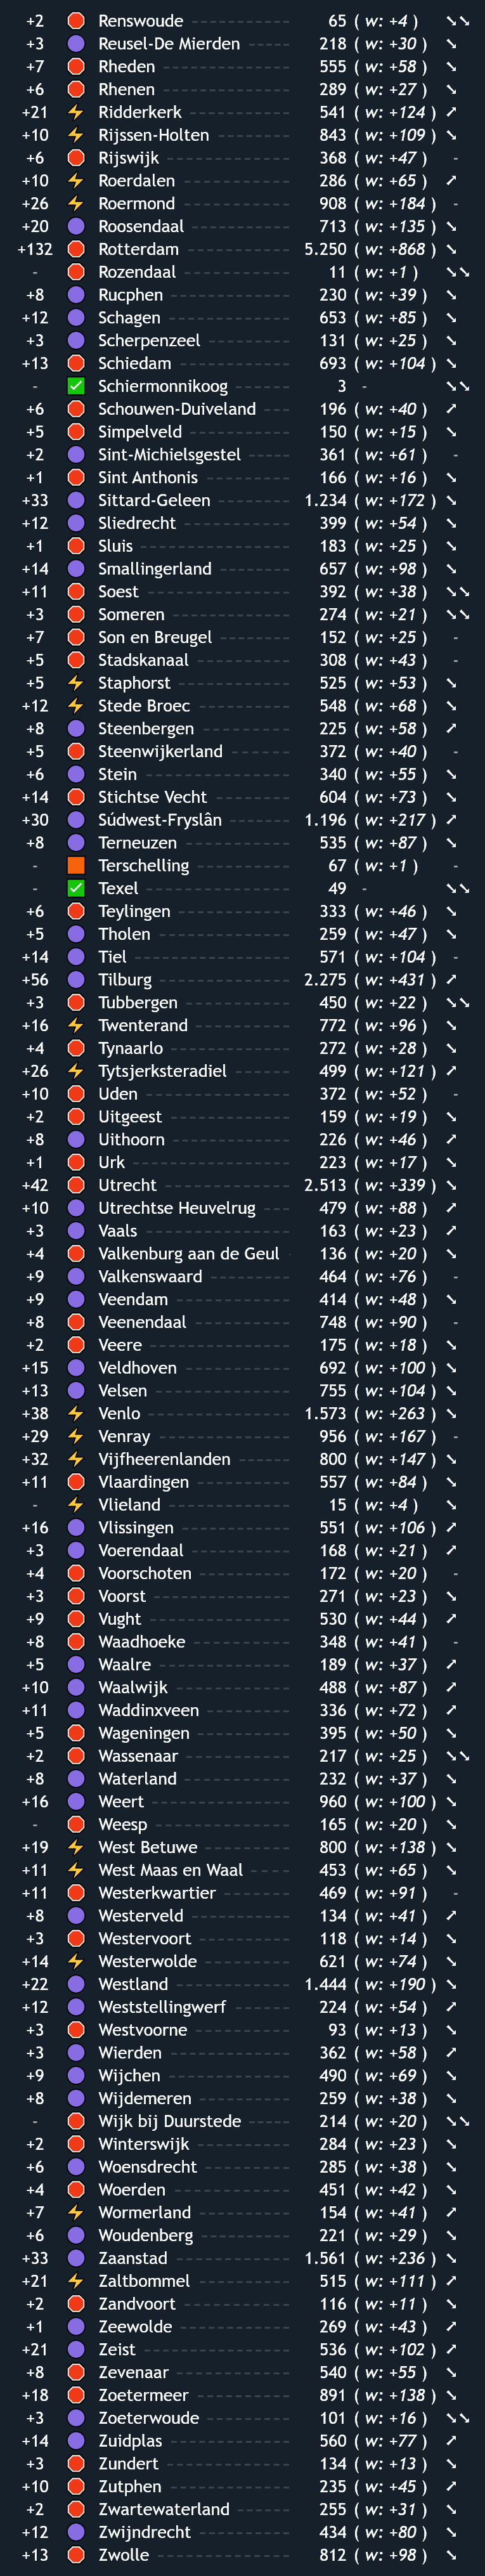 +2 Renswoude 65 ( w: +4 ) ➘➘
+3 Reusel-De Mierden 218 ( w: +30 ) ➘
+7 Rheden 555 ( w: +58 ) ➘
+6 Rhenen 289 ( w: +27 ) ➘
+21 Ridderkerk 541 ( w: +124 ) ➚
+10 Rijssen-Holten 843 ( w: +109 ) ➘
+6 Rijswijk 368 ( w: +47 ) -
+10 Roerdalen 286 ( w: +65 ) ➚
+26 Roermond 908 ( w: +184 ) -
+20 Roosendaal 713 ( w: +135 ) ➘
+132 Rotterdam 5.250 ( w: +868 ) ➘
- Rozendaal 11 ( w: +1 ) ➘➘
+8 Rucphen 230 ( w: +39 ) ➘
+12 Schagen 653 ( w: +85 ) ➘
+3 Scherpenzeel 131 ( w: +25 ) ➘
+13 Schiedam 693 ( w: +104 ) ➘
- Schiermonnikoog 3 - ➘➘
+6 Schouwen-Duiveland 196 ( w: +40 ) ➚
+5 Simpelveld 150 ( w: +15 ) ➘
+2 Sint-Michielsgestel 361 ( w: +61 ) -
+1 Sint Anthonis 166 ( w: +16 ) ➘
+33 Sittard-Geleen 1.234 ( w: +172 ) ➘
+12 Sliedrecht 399 ( w: +54 ) ➘
+1 Sluis 183 ( w: +25 ) ➘
+14 Smallingerland 657 ( w: +98 ) ➘
+11 Soest 392 ( w: +38 ) ➘➘
+3 Someren 274 ( w: +21 ) ➘➘
+7 Son en Breugel 152 ( w: +25 ) -
+5 Stadskanaal 308 ( w: +43 ) -
+5 Staphorst 525 ( w: +53 ) ➘
+12 Stede Broec 548 ( w: +68 ) ➘
+8 Steenbergen 225 ( w: +58 ) ➚
+5 Steenwijkerland 372 ( w: +40 ) -
+6 Stein 340 ( w: +55 ) ➘
+14 Stichtse Vecht 604 ( w: +73 ) ➘
+30 Súdwest-Fryslân 1.196 ( w: +217 ) ➚
+8 Terneuzen 535 ( w: +87 ) ➘
- Terschelling 67 ( w: +1 ) -
- Texel 49 - ➘➘
+6 Teylingen 333 ( w: +46 ) ➘
+5 Tholen 259 ( w: +47 ) ➘
+14 Tiel 571 ( w: +104 ) -
+56 Tilburg 2.275 ( w: +431 ) ➚
+3 Tubbergen 450 ( w: +22 ) ➘➘
+16 Twenterand 772 ( w: +96 ) ➘
+4 Tynaarlo 272 ( w: +28 ) ➘
+26 Tytsjerksteradiel 499 ( w: +121 ) ➚
+10 Uden 372 ( w: +52 ) -
+2 Uitgeest 159 ( w: +19 ) ➘
+8 Uithoorn 226 ( w: +46 ) ➚
+1 Urk 223 ( w: +17 ) ➘
+42 Utrecht 2.513 ( w: +339 ) ➘
+10 Utrechtse Heuvelrug 479 ( w: +88 ) ➚
+3 Vaals 163 ( w: +23 ) ➚
+4 Valkenburg aan de Geul 136 ( w: +20 ) ➘
+9 Valkenswaard 464 ( w: +76 ) -
+9 Veendam 414 ( w: +48 ) ➘
+8 Veenendaal 748 ( w: +90 ) -
+2 Veere 175 ( w: +18 ) ➘
+15 Veldhoven 692 ( w: +100 ) ➘
+13 Velsen 755 ( w: +104 ) ➘
+38 Venlo 1.573 ( w: +263 ) ➘
+29 Venray 956 ( w: +167 ) -
+32 Vijfheerenlanden 800 ( w: +147 ) ➘
+11 Vlaardingen 557 ( w: +84 ) ➘
- Vlieland 15 ( w: +4 ) ➘
+16 Vlissingen 551 ( w: +106 ) ➚
+3 Voerendaal 168 ( w: +21 ) ➚
+4 Voorschoten 172 ( w: +20 ) -
+3 Voorst 271 ( w: +23 ) ➘
+9 Vught 530 ( w: +44 ) ➚
+8 Waadhoeke 348 ( w: +41 ) -
+5 Waalre 189 ( w: +37 ) ➚
+10 Waalwijk 488 ( w: +87 ) ➚
+11 Waddinxveen 336 ( w: +72 ) ➚
+5 Wageningen 395 ( w: +50 ) ➘
+2 Wassenaar 217 ( w: +25 ) ➘➘
+8 Waterland 232 ( w: +37 ) ➘
+16 Weert 960 ( w: +100 ) ➘
- Weesp 165 ( w: +20 ) ➘
+19 West Betuwe 800 ( w: +138 ) ➘
+11 West Maas en Waal 453 ( w: +65 ) ➘
+11 Westerkwartier 469 ( w: +91 ) -
+8 Westerveld 134 ( w: +41 ) ➚
+3 Westervoort 118 ( w: +14 ) ➘
+14 Westerwolde 621 ( w: +74 ) ➘
+22 Westland 1.444 ( w: +190 ) ➘
+12 Weststellingwerf 224 ( w: +54 ) ➚
+3 Westvoorne 93 ( w: +13 ) ➘
+3 Wierden 362 ( w: +58 ) ➚
+9 Wijchen 490 ( w: +69 ) ➘
+8 Wijdemeren 259 ( w: +38 ) ➘
- Wijk bij Duurstede 214 ( w: +20 ) ➘➘
+2 Winterswijk 284 ( w: +23 ) ➘
+6 Woensdrecht 285 ( w: +38 ) ➘
+4 Woerden 451 ( w: +42 ) ➘
+7 Wormerland 154 ( w: +41 ) ➚
+6 Woudenberg 221 ( w: +29 ) ➘
+33 Zaanstad 1.561 ( w: +236 ) ➘
+21 Zaltbommel 515 ( w: +111 ) ➚
+2 Zandvoort 116 ( w: +11 ) ➘
+1 Zeewolde 269 ( w: +43 ) ➚
+21 Zeist 536 ( w: +102 ) ➚
+8 Zevenaar 540 ( w: +55 ) ➘
+18 Zoetermeer 891 ( w: +138 ) ➘
+3 Zoeterwoude 101 ( w: +16 ) ➘➘
+14 Zuidplas 560 ( w: +77 ) ➚
+3 Zundert 134 ( w: +13 ) ➘
+10 Zutphen 235 ( w: +45 ) ➚
+2 Zwartewaterland 255 ( w: +31 ) ➘
+12 Zwijndrecht 434 ( w: +80 ) ➘
+13 Zwolle 812 ( w: +98 ) ➘